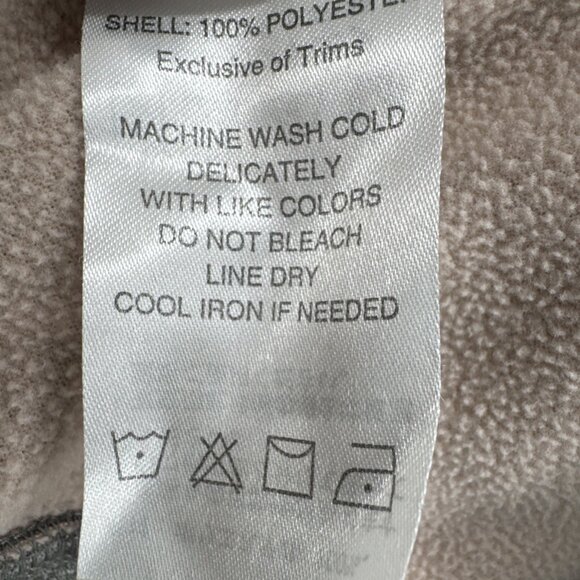 SHELL: 100% POLYESTER
Exclusive of Trims
MACHINE WASH COLD
DELICATELY
WITH LIKE COLORS
DO NOT BLEACH
LINE DRY
COOL IRON IF NEEDED